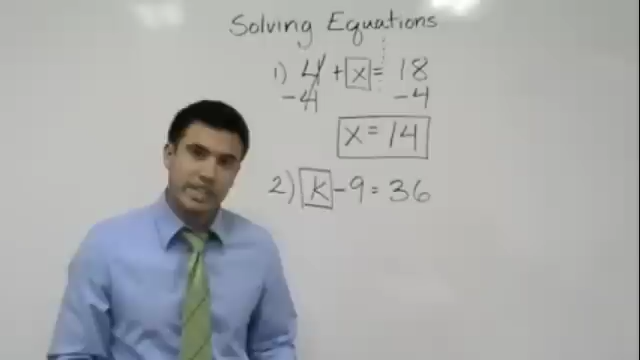 Solving Equations
1) 4 + x = 18
-4 -4
x = 14
2) k - 9 = 36